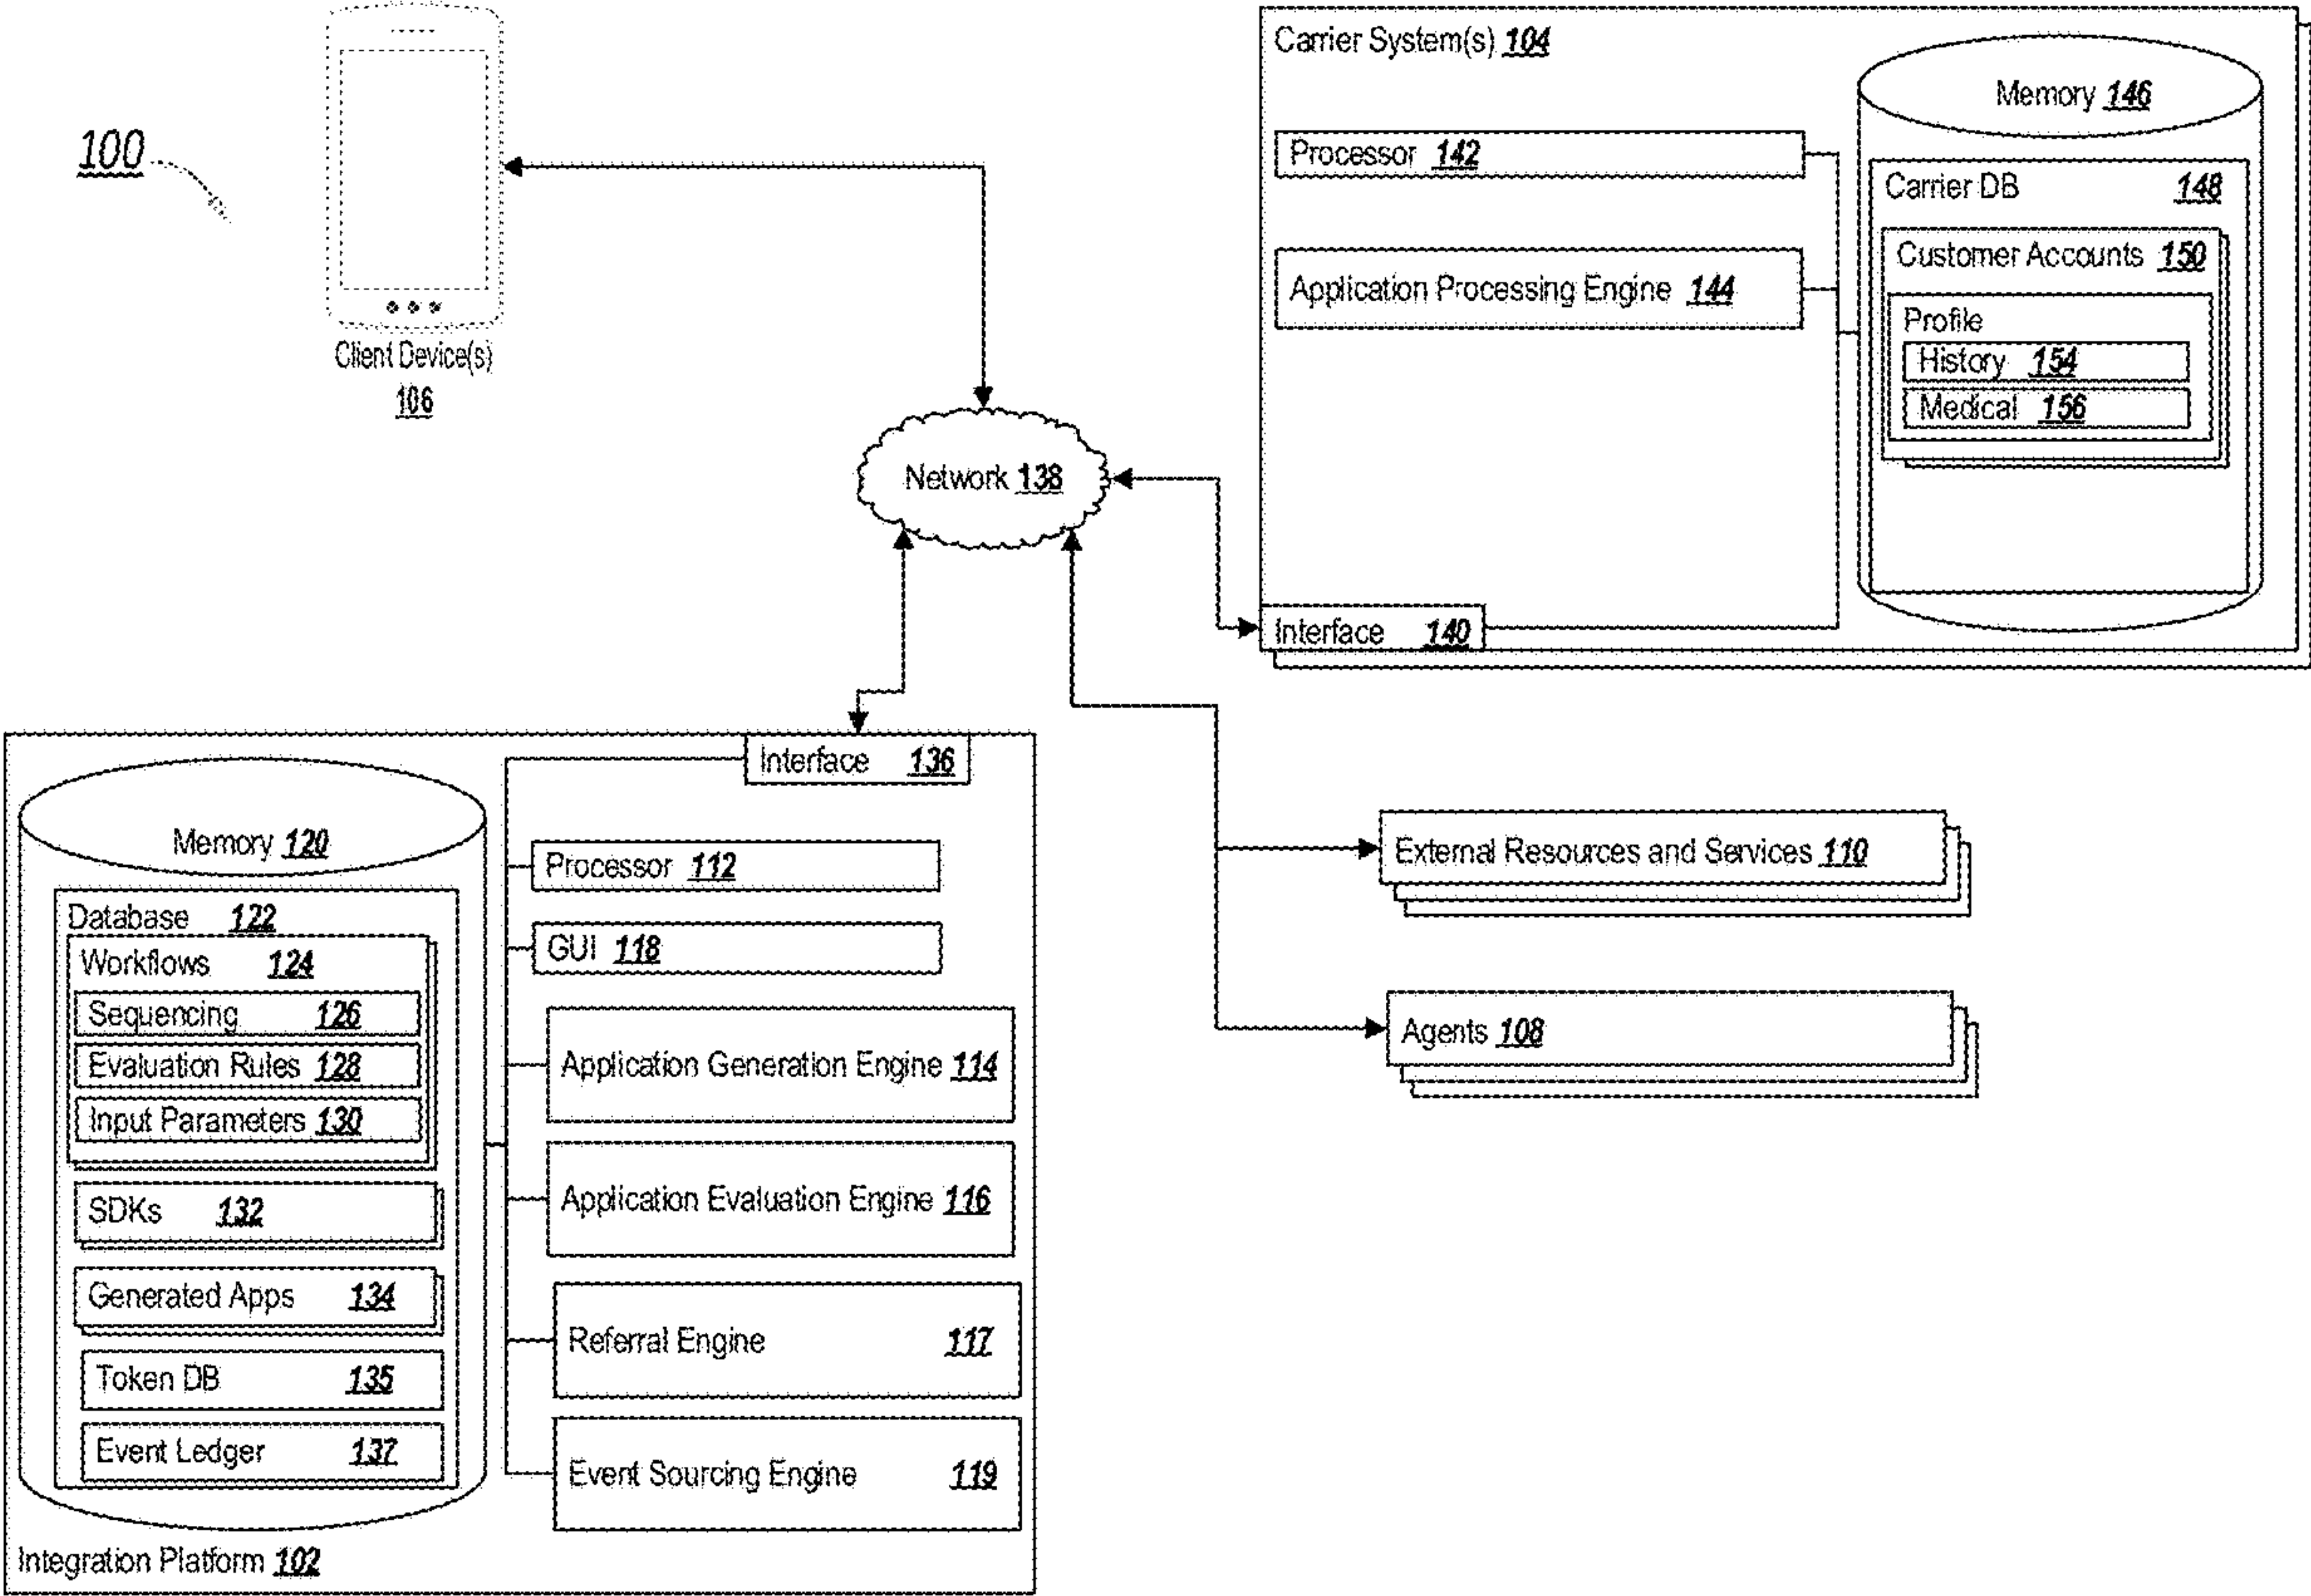 100
Client Device(s)
106
Carrier System(s) 104
Processor 142
Application Processing Engine 144
Interface 140
Memory 146
Carrier DB 148
Customer Accounts 150
Profile
History 154
Medical 156
Network 138
Interface 136
Memory 120
Database 122
Workflows 124
Sequencing 126
Evaluation Rules 128
Input Parameters 130
SDKs 132
Generated Apps 134
Token DB 135
Event Ledger 137
Processor 112
GUI 118
Application Generation Engine 114
Application Evaluation Engine 116
Referral Engine 117
Event Sourcing Engine 119
Integration Platform 102
External Resources and Services 110
Agents 108